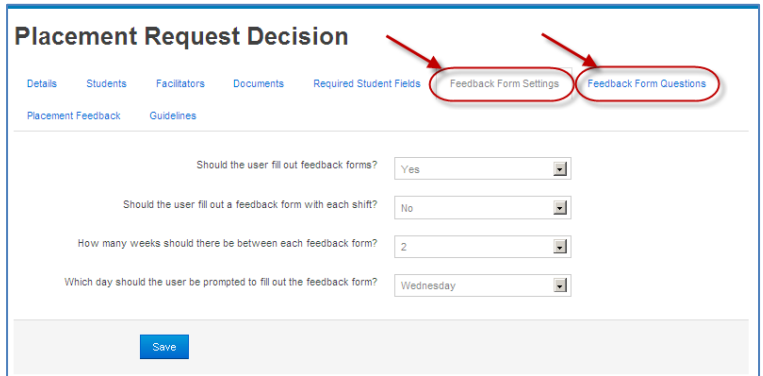 Placement Request Decision
Details Students Facilitators Documents Required Student Fields Feedback Form Settings Feedback Form Questions
Placement Feedback Guidelines
Should the user fill out feedback forms? Yes
Should the user fill out a feedback form with each shift? No
How many weeks should there be between each feedback form? 2
Which day should the user be prompted to fill out the feedback form? Wednesday
Save